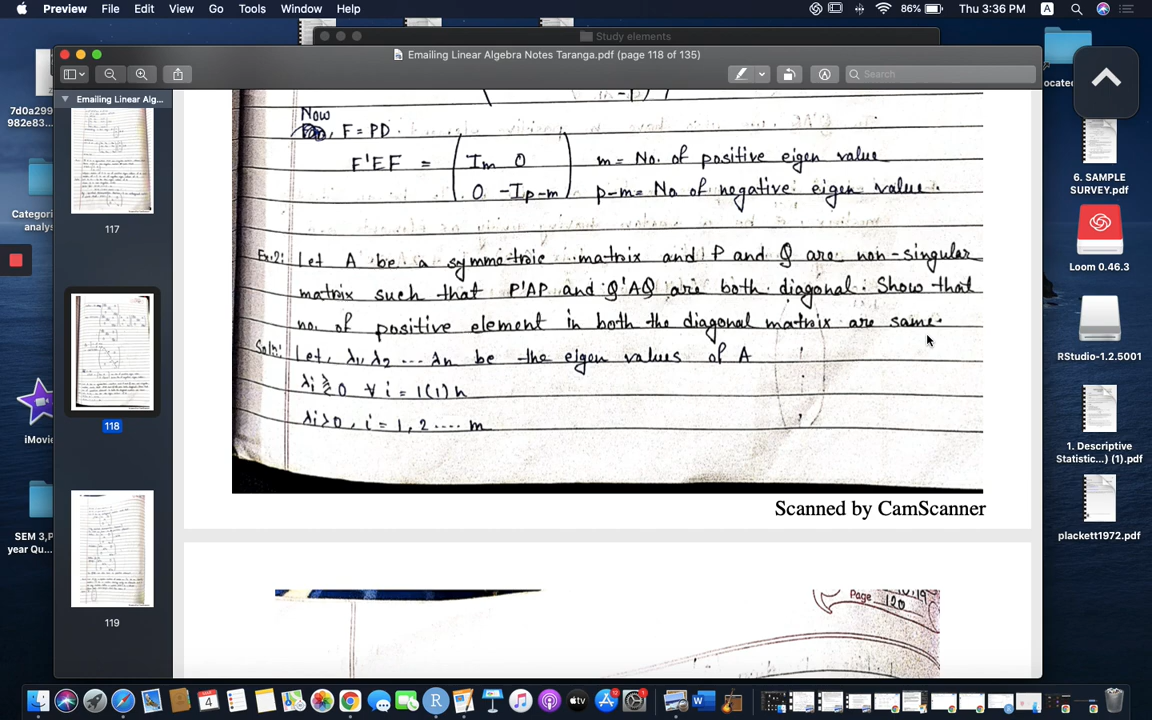 Preview File Edit View Go Tools Window Help
86% Thu 3:36 PM A
Study elements
Emailing Linear Algebra Notes Taranga.pdf (page 118 of 135)
Search
Emailing Linear Alg...
117
118
119
7d0a299
982e83...
Categori
analys
iMovie
SEM 3,P
year Qu...
ocated
6. SAMPLE
SURVEY.pdf
Loom 0.46.3
RStudio-1.2.5001
1. Descriptive
Statistic...) (1).pdf
plackett1972.pdf
Now
F = PD.
F'EF = ( Im 0 m = No. of positive eigen value
0 -Ip-m ) p-m = No of negative eigen value.
Ex.2: Let A be a symmetric matrix and P and Q are non-singular
matrix such that P'AP and Q'AQ are both diagonal. Show that
no. of positive element in both the diagonal matrix are same.
Soln: Let, λ1, λ2 ... λn be the eigen values of A
λi ⋛ 0 ∀ i = 1(1)n
λi > 0, i = 1, 2 .... m
Scanned by CamScanner
Page 120